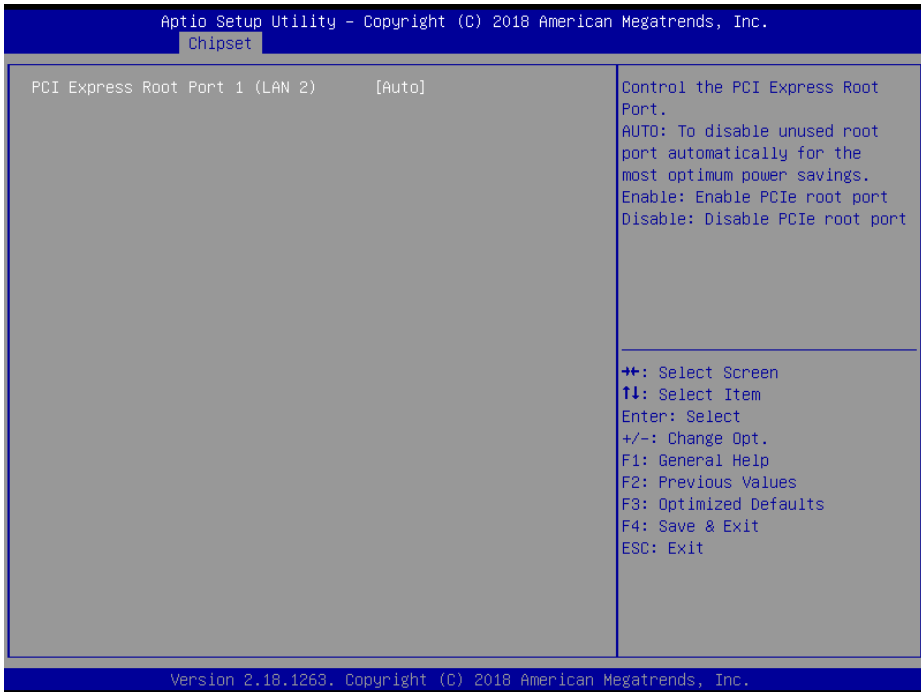 Aptio Setup Utility – Copyright (C) 2018 American Megatrends, Inc.
Chipset
PCI Express Root Port 1 (LAN 2) [Auto]
Control the PCI Express Root
Port.
AUTO: To disable unused root
port automatically for the
most optimum power savings.
Enable: Enable PCIe root port
Disable: Disable PCIe root port
→←: Select Screen
↑↓: Select Item
Enter: Select
+/-: Change Opt.
F1: General Help
F2: Previous Values
F3: Optimized Defaults
F4: Save & Exit
ESC: Exit
Version 2.18.1263. Copyright (C) 2018 American Megatrends, Inc.